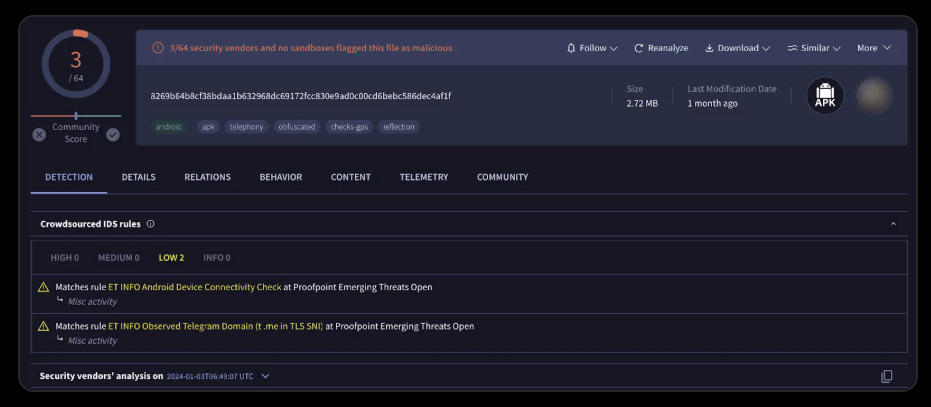 3
/ 64
Community
Score
3/64 security vendors and no sandboxes flagged this file as malicious
Follow
Reanalyze
Download
Similar
More
8269b64b8cf38bdaa1b632968dc69172fcc830e9ad0c00cd6bebc586dec4af1f
Size
2.72 MB
Last Modification Date
1 month ago
APK
android apk telephony obfuscated checks-gps reflection
DETECTION DETAILS RELATIONS BEHAVIOR CONTENT TELEMETRY COMMUNITY
Crowdsourced IDS rules
HIGH 0 MEDIUM 0 LOW 2 INFO 0
Matches rule ET INFO Android Device Connectivity Check at Proofpoint Emerging Threats Open
Misc activity
Matches rule ET INFO Observed Telegram Domain (t .me in TLS SNI) at Proofpoint Emerging Threats Open
Misc activity
Security vendors' analysis on 2024-01-03T06:49:07 UTC